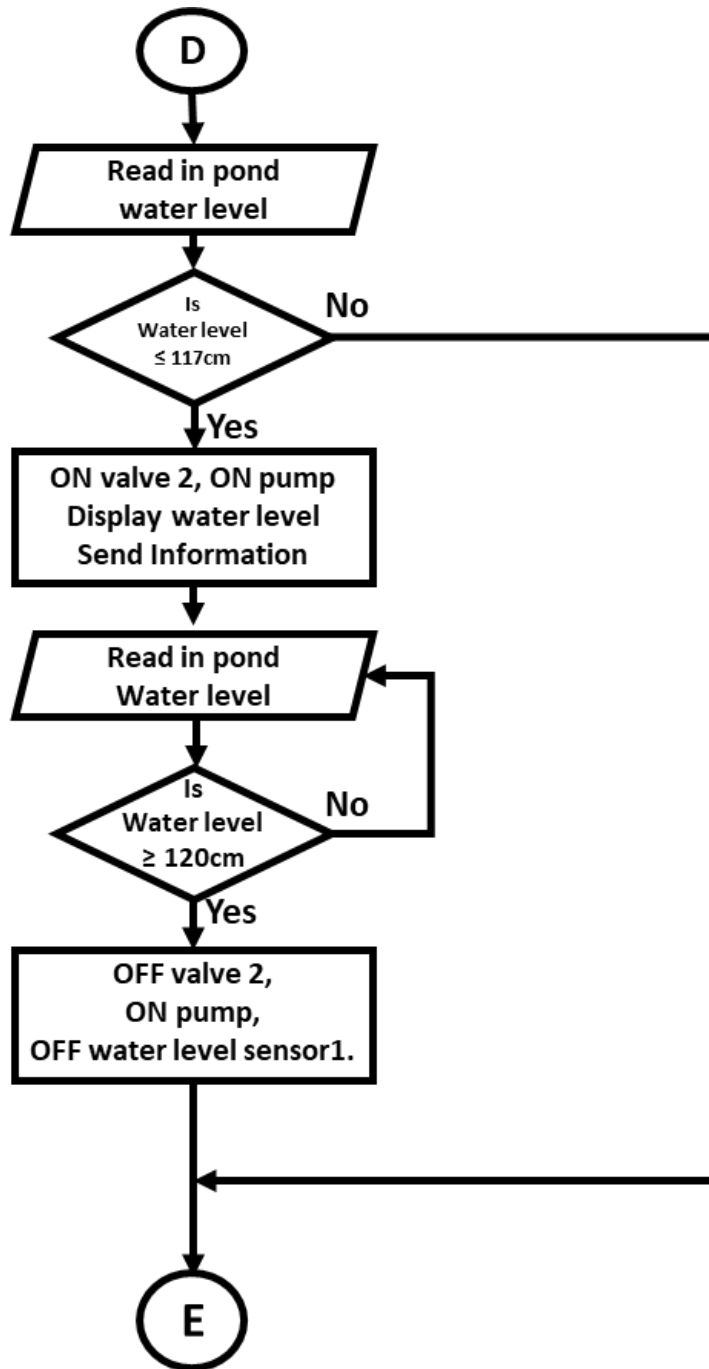 D
Read in pond
water level
Is
Water level
≤ 117cm
No
Yes
ON valve 2, ON pump
Display water level
Send Information
Read in pond
Water level
Is
Water level
≥ 120cm
No
Yes
OFF valve 2,
ON pump,
OFF water level sensor1.
E